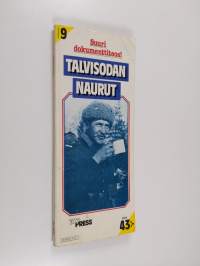 9
Suuri
dokumenttiteos!
TALVISODAN
NAURUT
PRESS
43:-